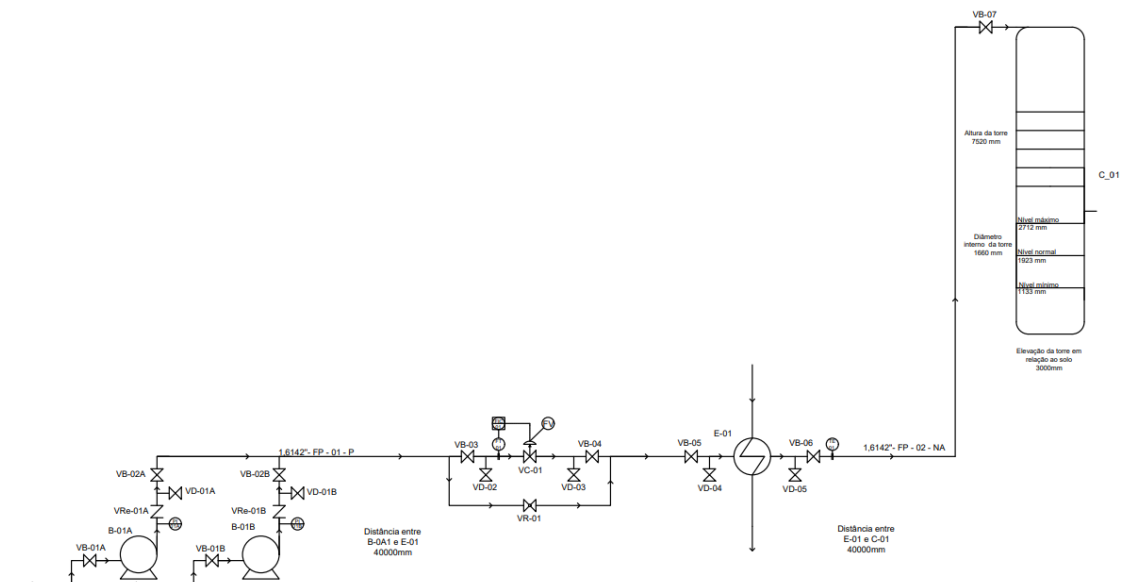 VB-07
Altura da torre
7520 mm
C_01
Nível máximo
2712 mm
Diâmetro
interno da torre
1660 mm
Nível normal
1923 mm
Nível mínimo
1133 mm
Elevação da torre em
relação ao solo
3000mm
FV
E-01
VB-03
VB-04
VB-05
VB-06
1,6142"- FP - 01 - P
1,6142"- FP - 02 - NA
VC-01
VB-02A
VB-02B
VD-01A
VD-01B
VD-02
VD-03
VD-04
VD-05
VRe-01A
VRe-01B
VR-01
B-01A
B-01B
Distância entre
B-0A1 e E-01
40000mm
Distância entre
E-01 e C-01
40000mm
VB-01A
VB-01B